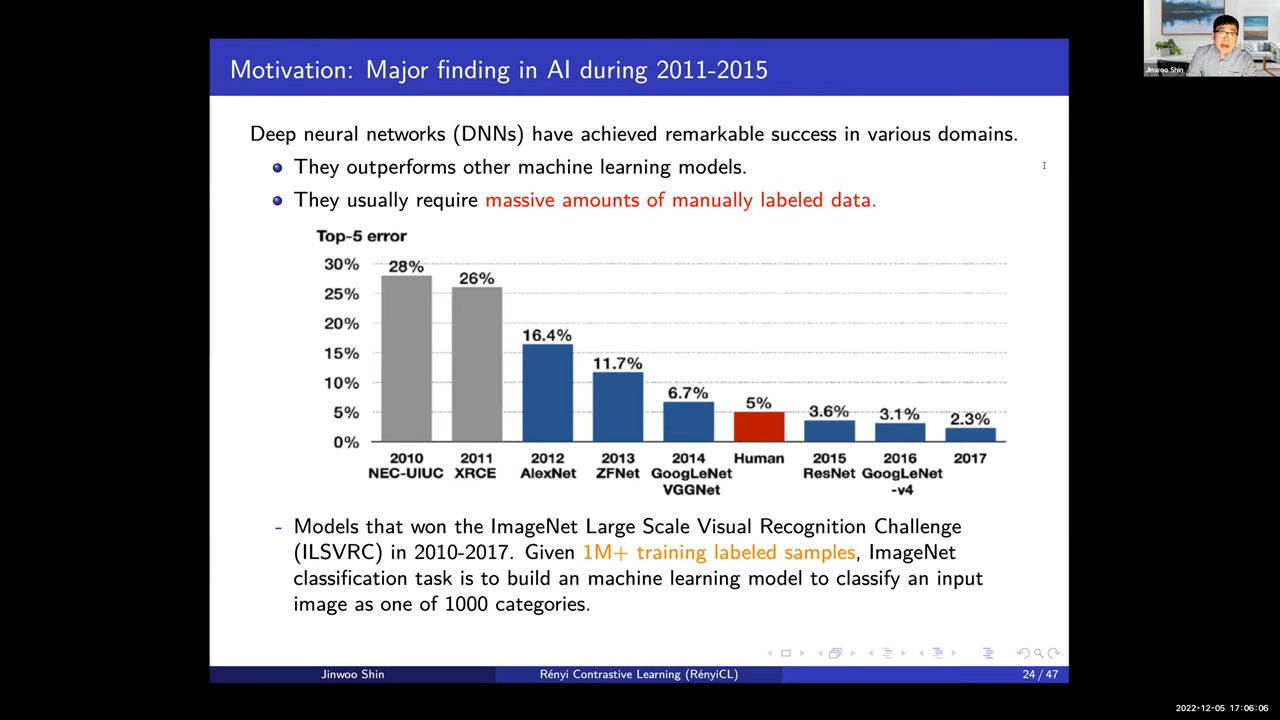 Motivation: Major finding in AI during 2011-2015
Jinwoo Shin
Deep neural networks (DNNs) have achieved remarkable success in various domains.
They outperforms other machine learning models.
They usually require massive amounts of manually labeled data.
Top-5 error
30%
25%
20%
15%
10%
5%
0%
28%
26%
16.4%
11.7%
6.7%
5%
3.6%
3.1%
2.3%
2010 2011 2012 2013 2014 Human 2015 2016 2017
NEC-UIUC XRCE AlexNet ZFNet GoogLeNet ResNet GoogLeNet
VGGNet -v4
- Models that won the ImageNet Large Scale Visual Recognition Challenge
(ILSVRC) in 2010-2017. Given 1M+ training labeled samples, ImageNet
classification task is to build an machine learning model to classify an input
image as one of 1000 categories.
Jinwoo Shin Rényi Contrastive Learning (RényiCL) 24 / 47
2022-12-05 17:06:06